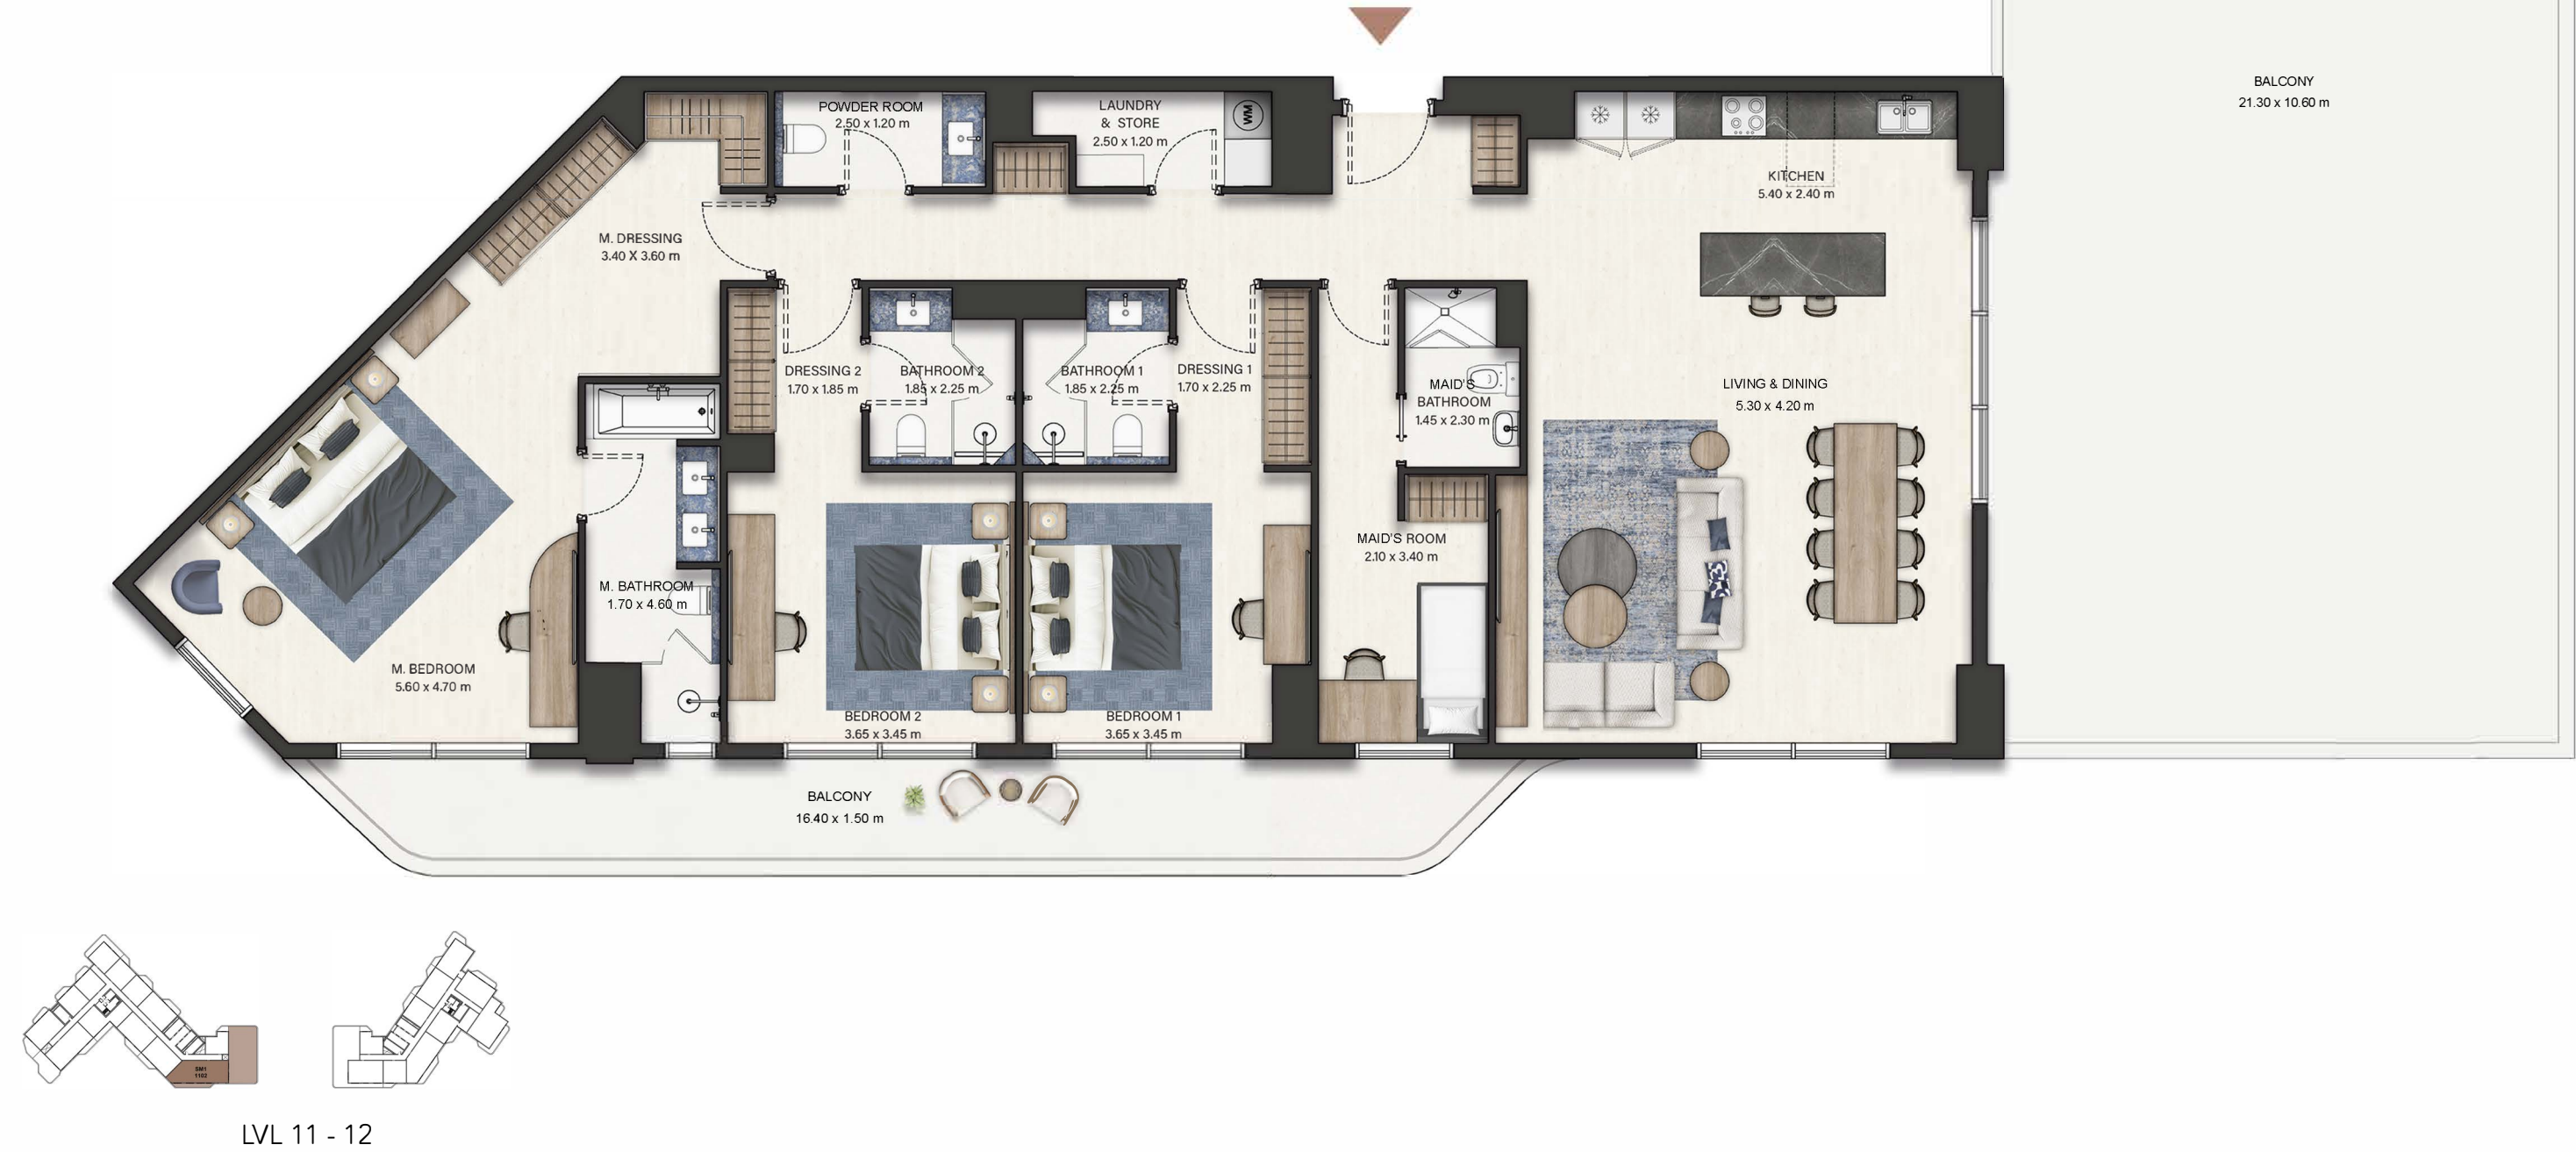 BALCONY
21.30 x 10.60 m
POWDER ROOM
2.50 x 1.20 m
LAUNDRY
& STORE
2.50 x 1.20 m
WM
KITCHEN
5.40 x 2.40 m
M. DRESSING
3.40 X 3.60 m
DRESSING 2
1.70 x 1.85 m
BATHROOM 2
1.85 x 2.25 m
BATHROOM 1
1.85 x 2.25 m
DRESSING 1
1.70 x 2.25 m
MAID'S
BATHROOM
1.45 x 2.30 m
LIVING & DINING
5.30 x 4.20 m
MAID'S ROOM
2.10 x 3.40 m
M. BATHROOM
1.70 x 4.60 m
M. BEDROOM
5.60 x 4.70 m
BEDROOM 2
3.65 x 3.45 m
BEDROOM 1
3.65 x 3.45 m
BALCONY
16.40 x 1.50 m
SM1
1102
LVL 11 - 12